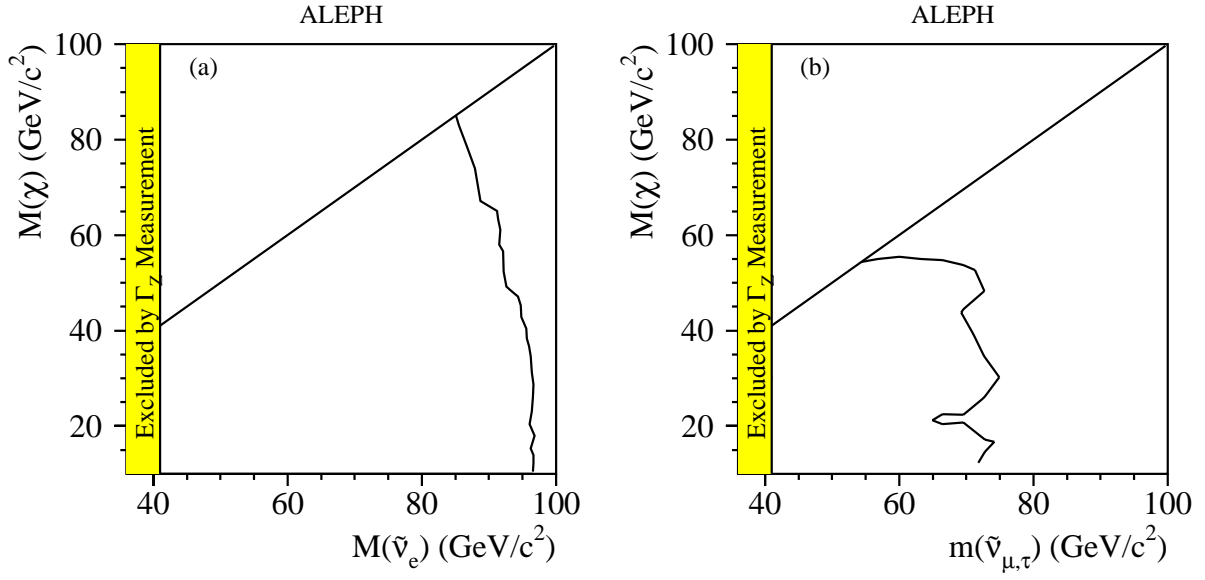 ALEPH
(a)
M(χ) (GeV/c²)
100
80
60
40
20
Excluded by Γ_Z Measurement
40 60 80 100
M(ν̃_e) (GeV/c²)
ALEPH
(b)
M(χ) (GeV/c²)
100
80
60
40
20
Excluded by Γ_Z Measurement
40 60 80 100
m(ν̃_μ,τ) (GeV/c²)